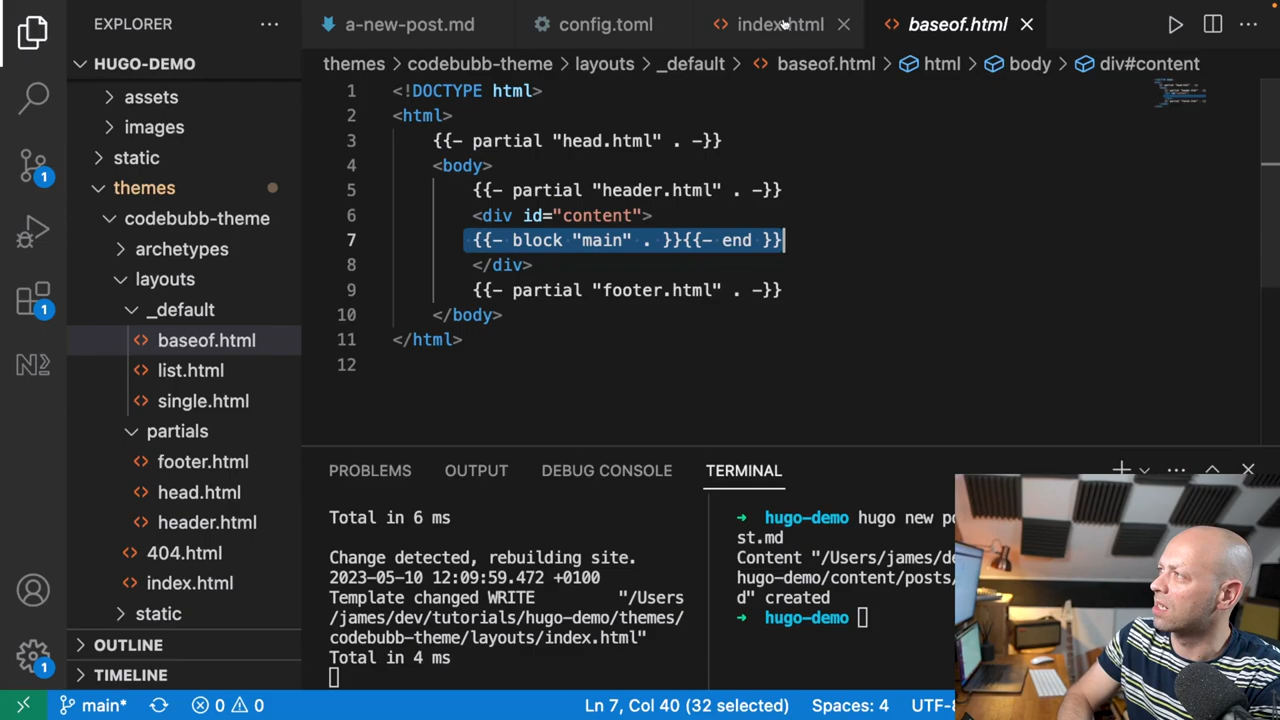 EXPLORER
a-new-post.md
config.toml
index.html
baseof.html
HUGO-DEMO
themes > codebubb-theme > layouts > _default > baseof.html > html > body > div#content
assets
images
static
themes
codebubb-theme
archetypes
layouts
_default
baseof.html
list.html
single.html
partials
footer.html
head.html
header.html
404.html
index.html
static
OUTLINE
TIMELINE
1 <!DOCTYPE html>
2 <html>
3 {{- partial "head.html" . -}}
4 <body>
5 {{- partial "header.html" . -}}
6 <div id="content">
7 {{- block "main" . }}{{- end }}
8 </div>
9 {{- partial "footer.html" . -}}
10 </body>
11 </html>
12
PROBLEMS OUTPUT DEBUG CONSOLE TERMINAL
Total in 6 ms
Change detected, rebuilding site.
2023-05-10 12:09:59.472 +0100
Template changed WRITE "/Users
/james/dev/tutorials/hugo-demo/themes/
codebubb-theme/layouts/index.html"
Total in 4 ms
➜ hugo-demo hugo new po
st.md
Content "/Users/james/de
hugo-demo/content/posts/
d" created
➜ hugo-demo
1
1
1
main*
0 0
Ln 7, Col 40 (32 selected)
Spaces: 4
UTF-8